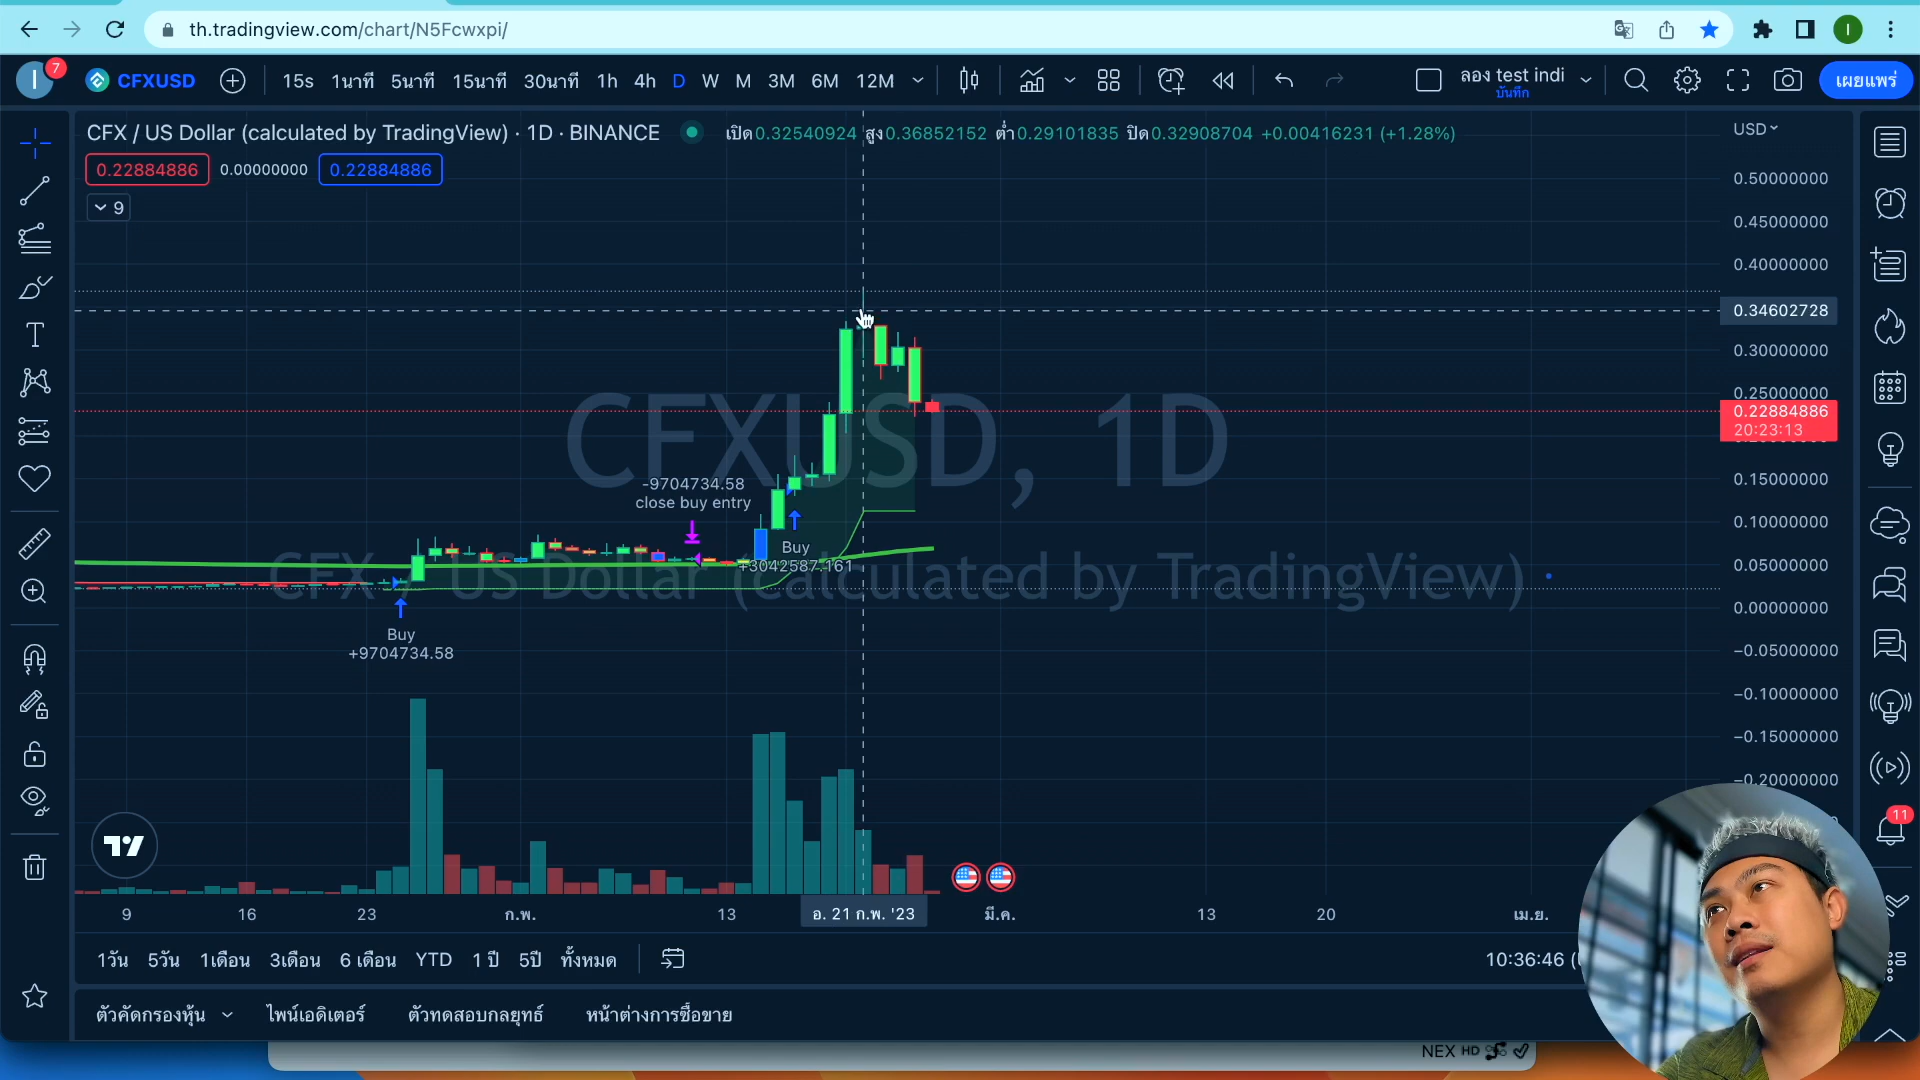 th.tradingview.com/chart/N5Fcwxpi/
I
I
7
CFXUSD
15s 1นาที 5นาที 15นาที 30นาที 1h 4h D W M 3M 6M 12M
ลอง test indi
บันทึก
เผยแพร่
CFX / US Dollar (calculated by TradingView) · 1D · BINANCE
เปิด0.32540924 สูง0.36852152 ต่ำ0.29101835 ปิด0.32908704 +0.00416231 (+1.28%)
USD
0.22884886 0.00000000 0.22884886
9
0.50000000
0.45000000
0.40000000
0.34602728
0.30000000
0.25000000
0.22884886
20:23:13
0.15000000
0.10000000
0.05000000
0.00000000
−0.05000000
−0.10000000
−0.15000000
−0.20000000
CFXUSD, 1D
CFX / US Dollar (calculated by TradingView)
-9704734.58
close buy entry
Buy
+3042587.161
Buy
+9704734.58
11
9 16 23 ก.พ. 13 อ. 21 ก.พ. '23 มี.ค. 13 20 เม.ย.
1วัน 5วัน 1เดือน 3เดือน 6 เดือน YTD 1 ปี 5ปี ทั้งหมด
10:36:46
ตัวคัดกรองหุ้น ไพน์เอดิเตอร์ ตัวทดสอบกลยุทธ์ หน้าต่างการซื้อขาย
NEX HD